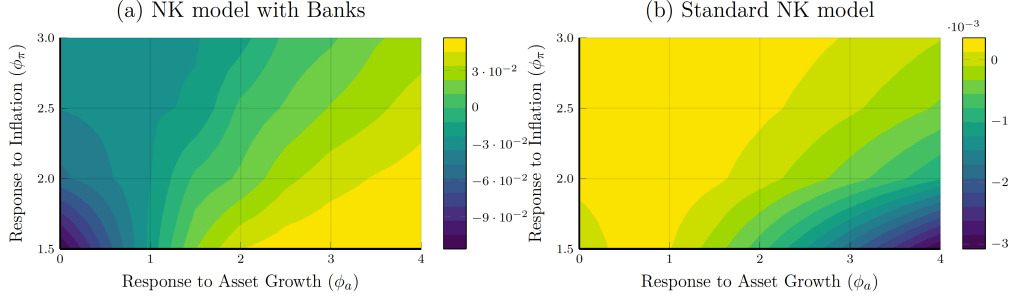 (a) NK model with Banks
3.0
2.5
2.0
1.5
0
1
2
3
4
Response to Inflation (ϕπ)
Response to Asset Growth (ϕa)
3 · 10⁻²
0
−3 · 10⁻²
−6 · 10⁻²
−9 · 10⁻²
(b) Standard NK model
3.0
2.5
2.0
1.5
0
1
2
3
4
Response to Inflation (ϕπ)
Response to Asset Growth (ϕa)
·10⁻³
0
−1
−2
−3